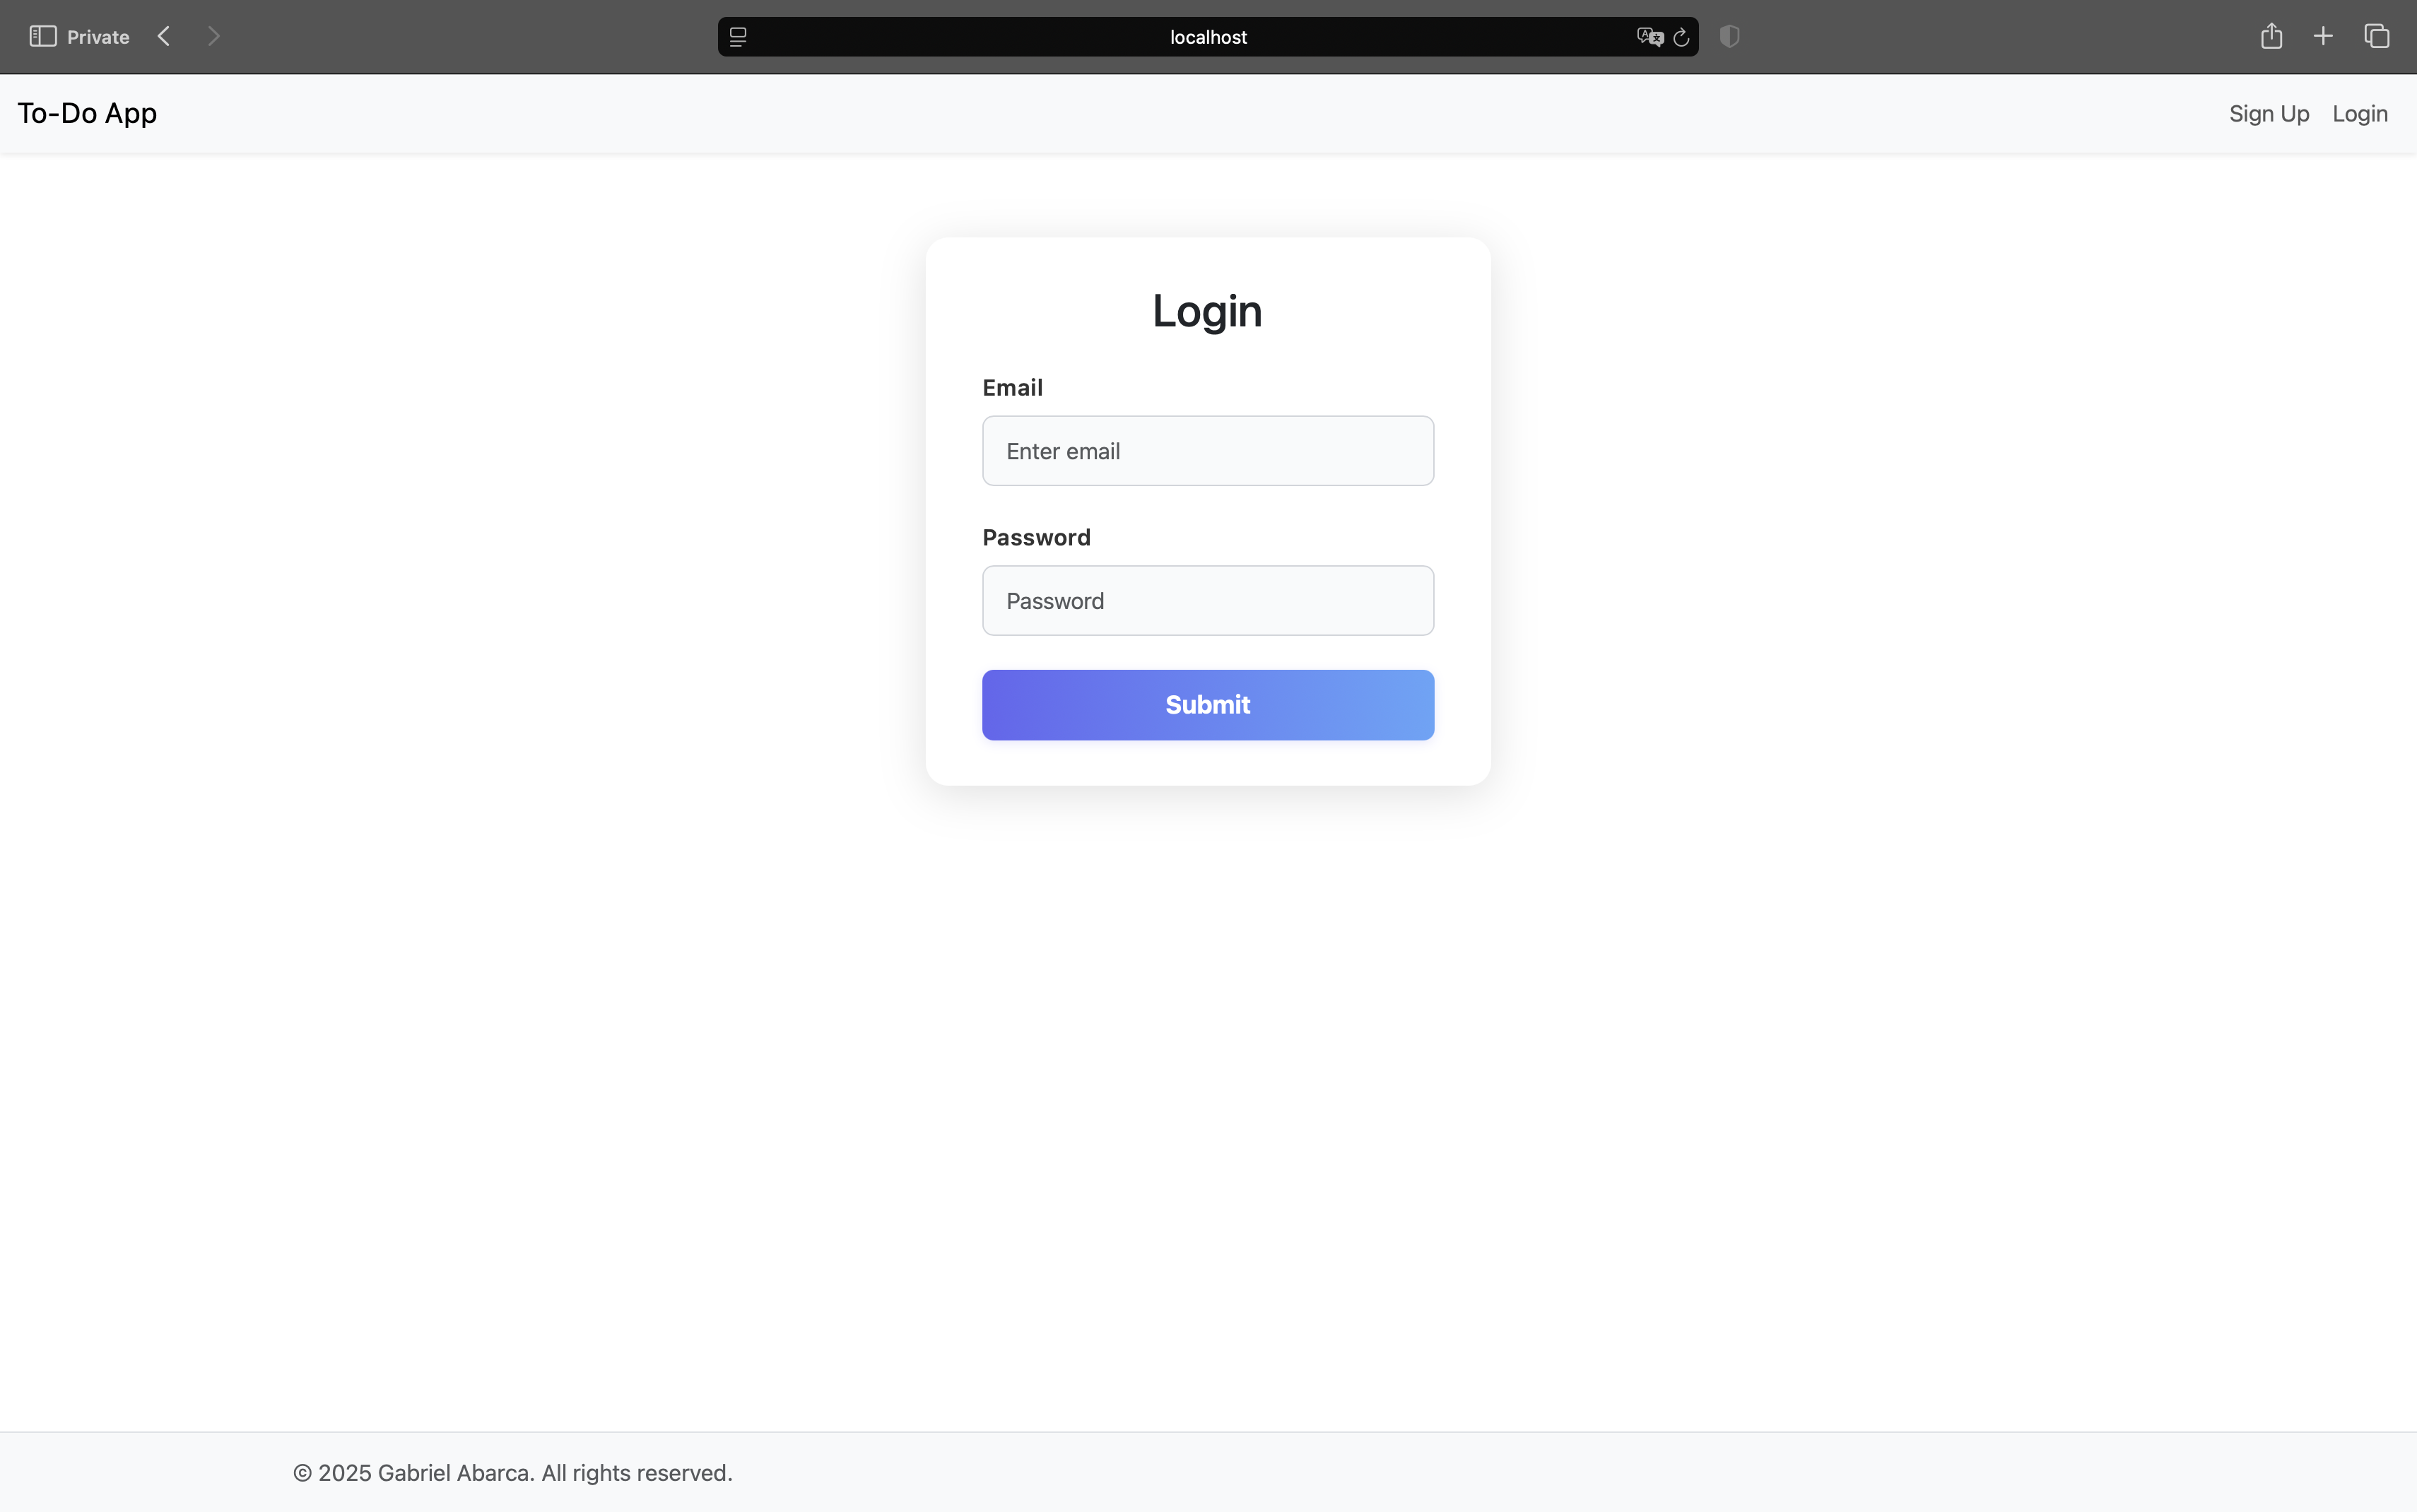 Private
localhost
To-Do App
Sign Up Login
Login
Email
Enter email
Password
Password
Submit
© 2025 Gabriel Abarca. All rights reserved.